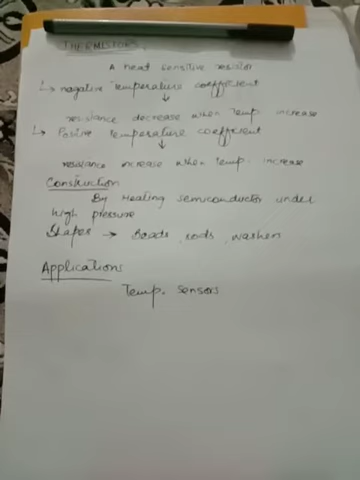 THERMISTORS
A heat sensitive resistor
↳ nagative temperature coefficient
↓
resistance decrease when temp. increase
↳ Positive temperature coefficient
↓
resistance increase when temp. increase
Construction
By Heating semiconductor under
high pressure
Shapes → Beads, rods, washers
Applications
Temp. sensors